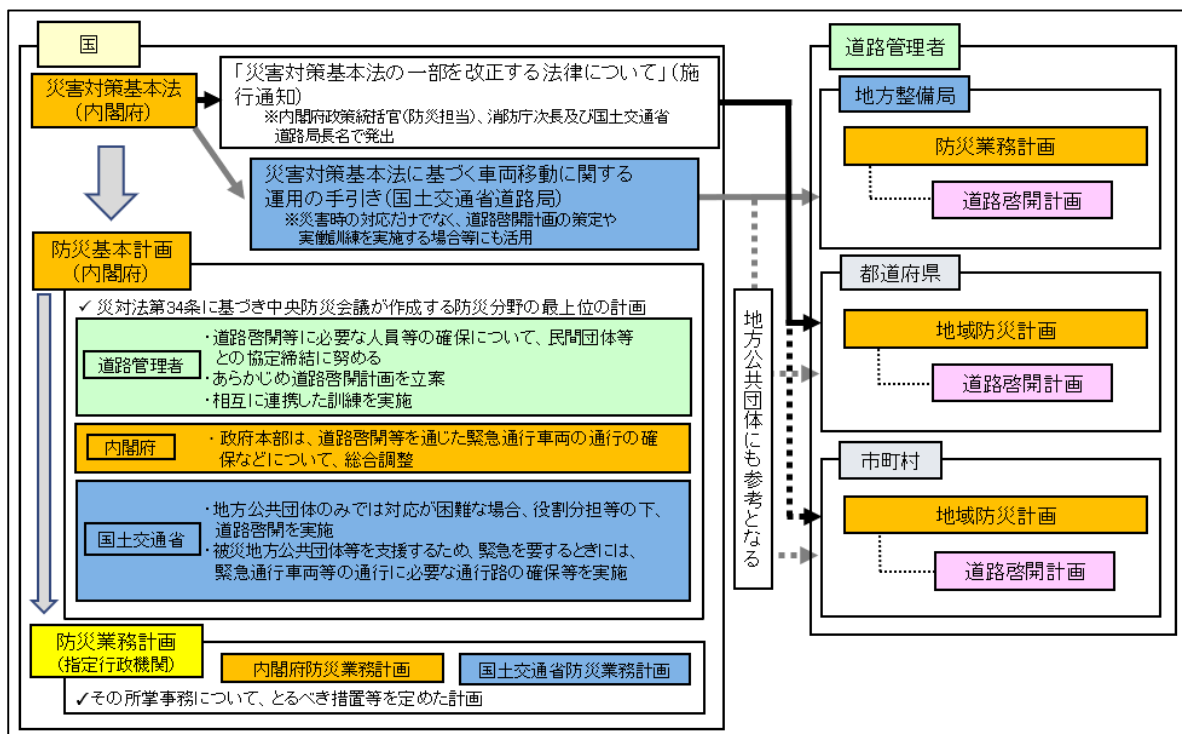 国
災害対策基本法
(内閣府)
「災害対策基本法の一部を改正する法律について」(施
行通知)
※内閣府政策統括官(防災担当)、消防庁次長及び国土交通省
道路局長名で発出
災害対策基本法に基づく車両移動に関する
運用の手引き(国土交通省道路局)
※災害時の対応だけでなく、道路啓開計画の策定や
実働訓練を実施する場合等にも活用
防災基本計画
(内閣府)
✓ 災対法第34条に基づき中央防災会議が作成する防災分野の最上位の計画
道路管理者
・道路啓開等に必要な人員等の確保について、民間団体等
との協定締結に努める
・あらかじめ道路啓開計画を立案
・相互に連携した訓練を実施
内閣府
・政府本部は、道路啓開等を通じた緊急通行車両の通行の確
保などについて、総合調整
国土交通省
・地方公共団体のみでは対応が困難な場合、役割分担等の下、
道路啓開を実施
・被災地方公共団体等を支援するため、緊急を要するときには、
緊急通行車両等の通行に必要な通行路の確保等を実施
防災業務計画
(指定行政機関)
内閣府防災業務計画
国土交通省防災業務計画
✓その所掌事務について、とるべき措置等を定めた計画
地方公共団体にも参考となる
道路管理者
地方整備局
防災業務計画
道路啓開計画
都道府県
地域防災計画
道路啓開計画
市町村
地域防災計画
道路啓開計画